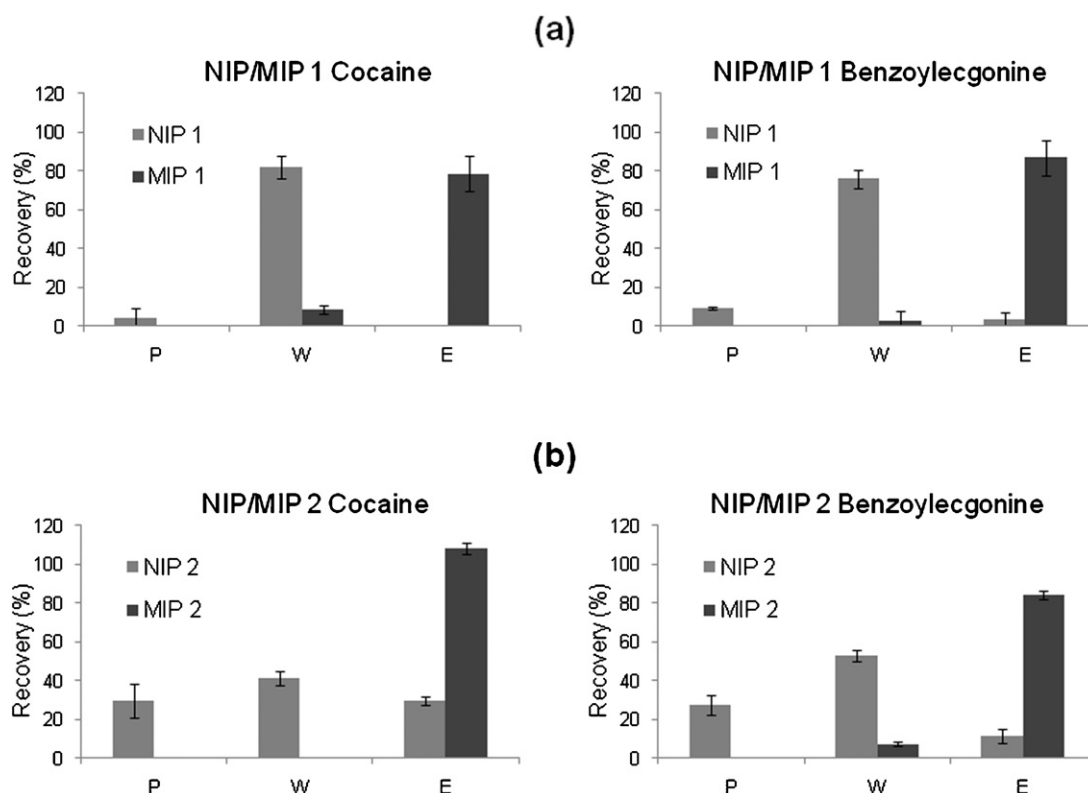 (a)
NIP/MIP 1 Cocaine
Recovery (%)
120
100
80
60
40
20
0
NIP 1
MIP 1
P W E
NIP/MIP 1 Benzoylecgonine
Recovery (%)
120
100
80
60
40
20
0
NIP 1
MIP 1
P W E
(b)
NIP/MIP 2 Cocaine
Recovery (%)
120
100
80
60
40
20
0
NIP 2
MIP 2
P W E
NIP/MIP 2 Benzoylecgonine
Recovery (%)
120
100
80
60
40
20
0
NIP 2
MIP 2
P W E